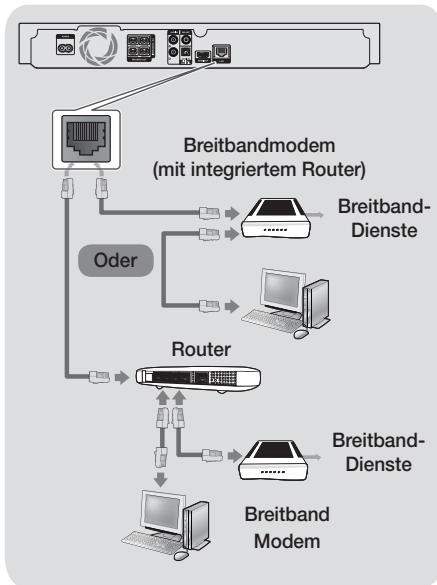 Breitbandmodem
(mit integriertem Router)
Breitband-
Dienste
Oder
Router
Breitband-
Dienste
Breitband
Modem